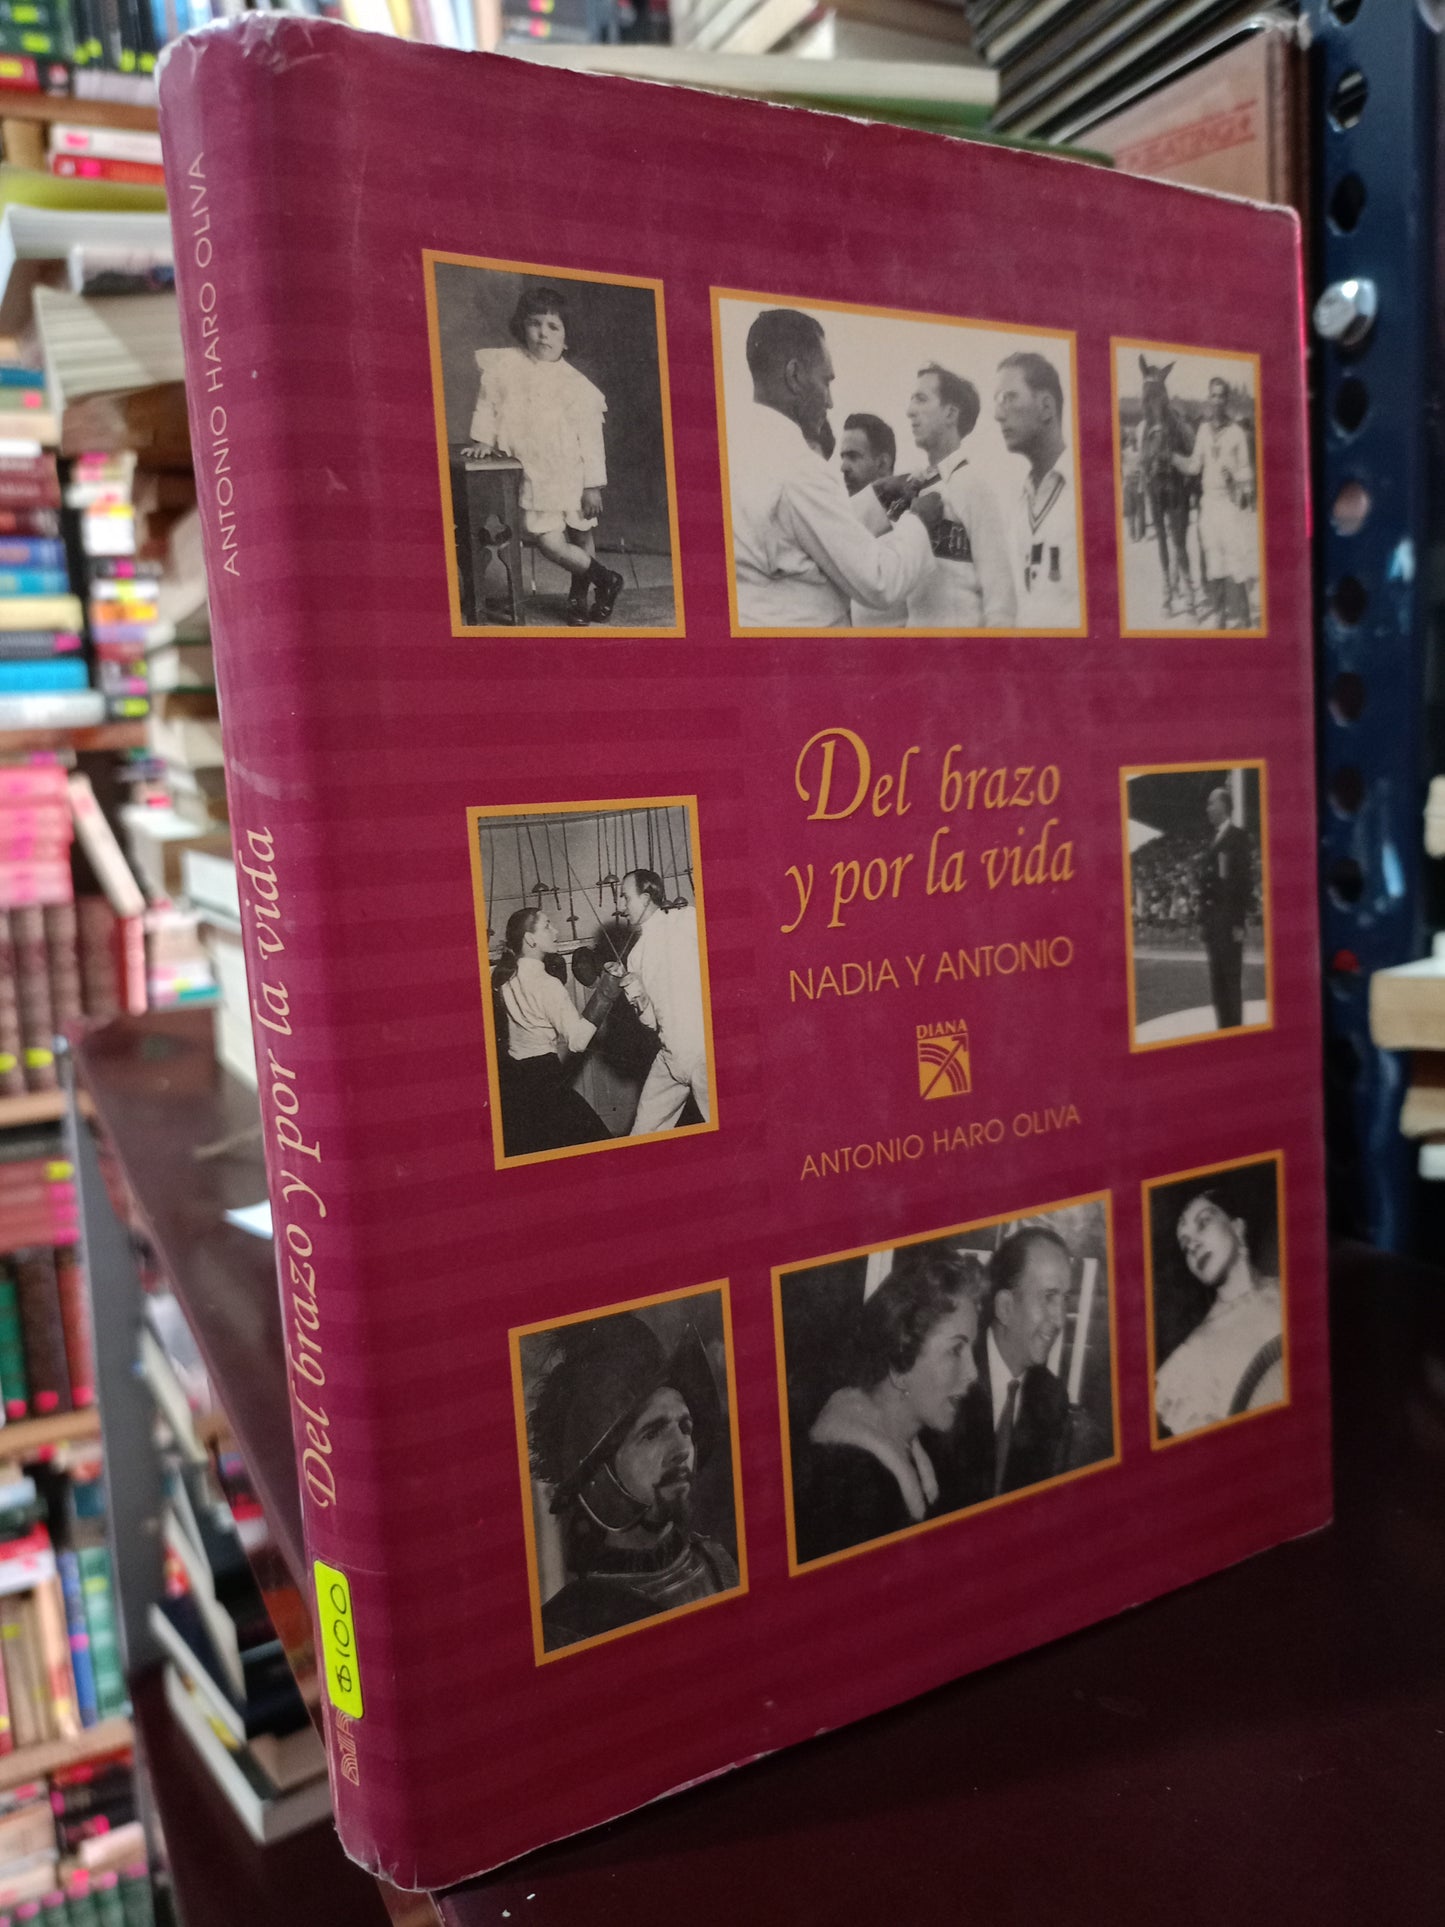 ANTONIO HARO OLIVA
Del brazo y por la vida
$100
Del brazo
y por la vida
NADIA Y ANTONIO
DIANA
ANTONIO HARO OLIVA